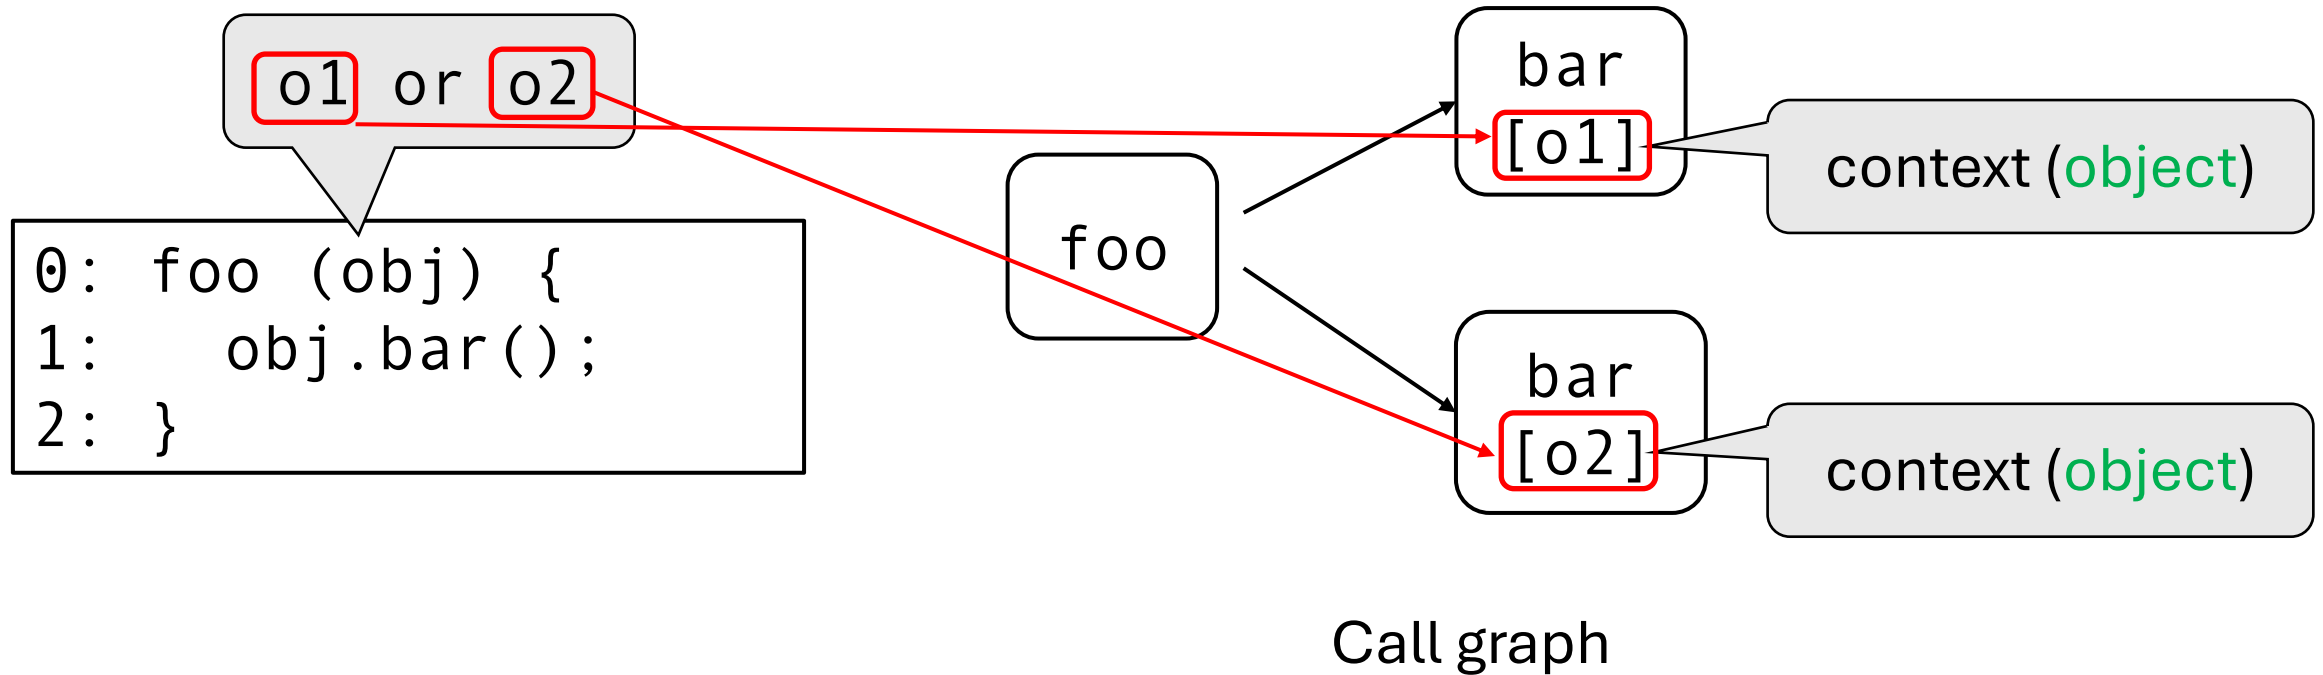 o1 or o2
0: foo (obj) {
1:   obj.bar();
2: }
foo
bar
[o1]
context (object)
bar
[o2]
context (object)
Call graph